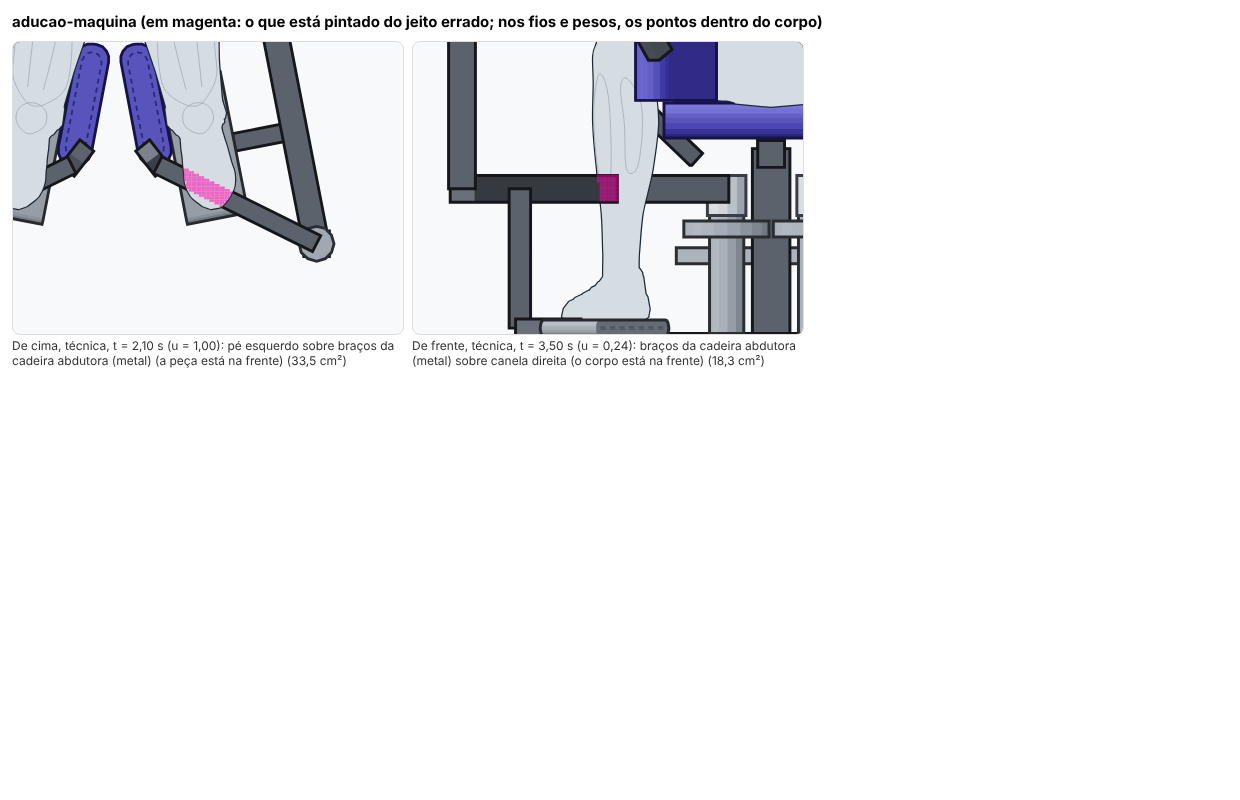 aducao-maquina (em magenta: o que está pintado do jeito errado; nos fios e pesos, os pontos dentro do corpo)
De cima, técnica, t = 2,10 s (u = 1,00): pé esquerdo sobre braços da
cadeira abdutora (metal) (a peça está na frente) (33,5 cm²)
De frente, técnica, t = 3,50 s (u = 0,24): braços da cadeira abdutora
(metal) sobre canela direita (o corpo está na frente) (18,3 cm²)